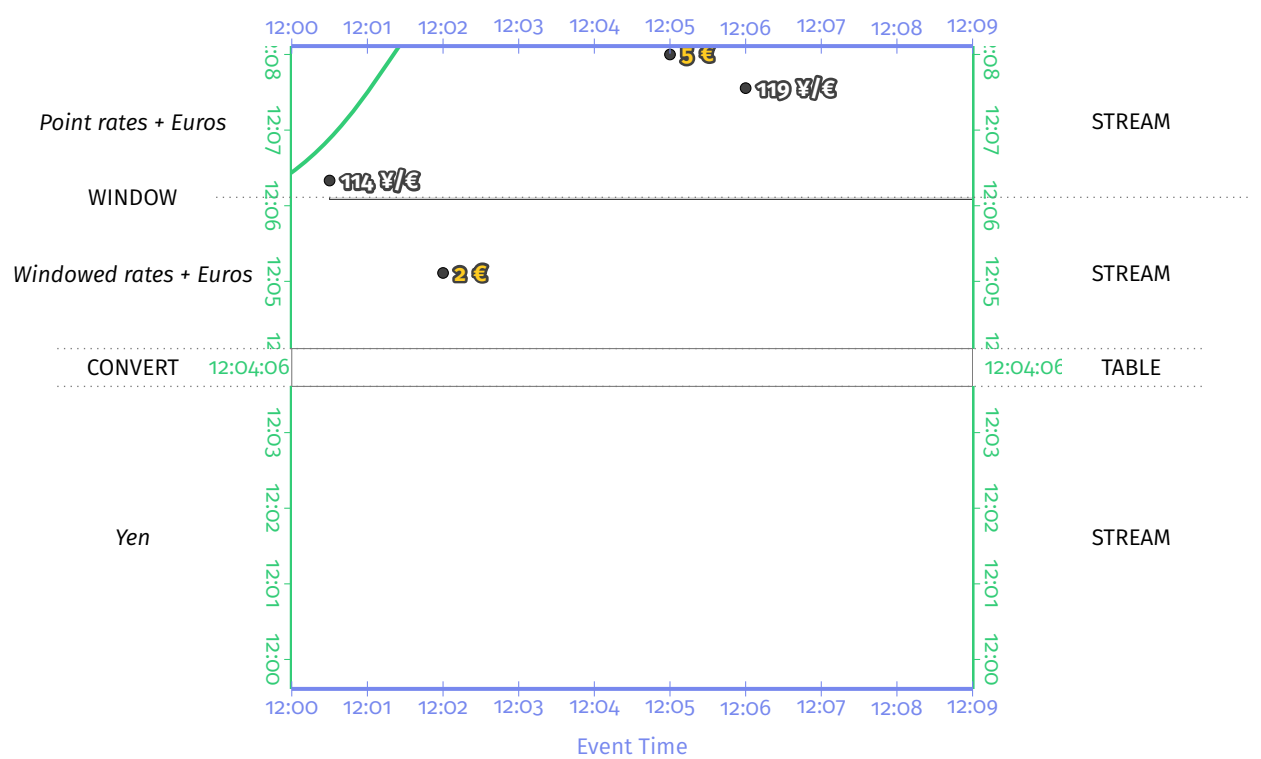 12:00 12:01 12:02 12:03 12:04 12:05 12:06 12:07 12:08 12:09
:08 5 € :08
119 ¥/€
Point rates + Euros 12:07 12:07 STREAM
114 ¥/€
WINDOW 12:06 12:06
Windowed rates + Euros 12:05 2 € 12:05 STREAM
12 12
CONVERT 12:04:06 12:04:06 TABLE
12:03 12:03
12:02 12:02
Yen STREAM
12:01 12:01
12:00 12:00
12:00 12:01 12:02 12:03 12:04 12:05 12:06 12:07 12:08 12:09
Event Time